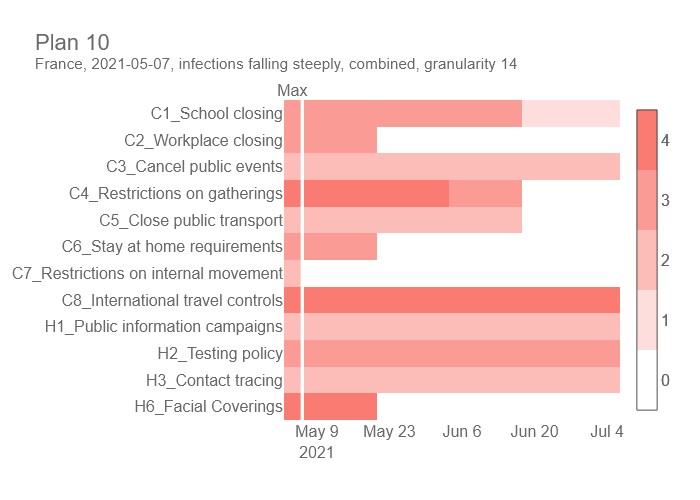 Plan 10
France, 2021-05-07, infections falling steeply, combined, granularity 14
Max
C1_School closing
C2_Workplace closing
C3_Cancel public events
C4_Restrictions on gatherings
C5_Close public transport
C6_Stay at home requirements
C7_Restrictions on internal movement
C8_International travel controls
H1_Public information campaigns
H2_Testing policy
H3_Contact tracing
H6_Facial Coverings
4
3
2
1
0
May 9 May 23 Jun 6 Jun 20 Jul 4
2021